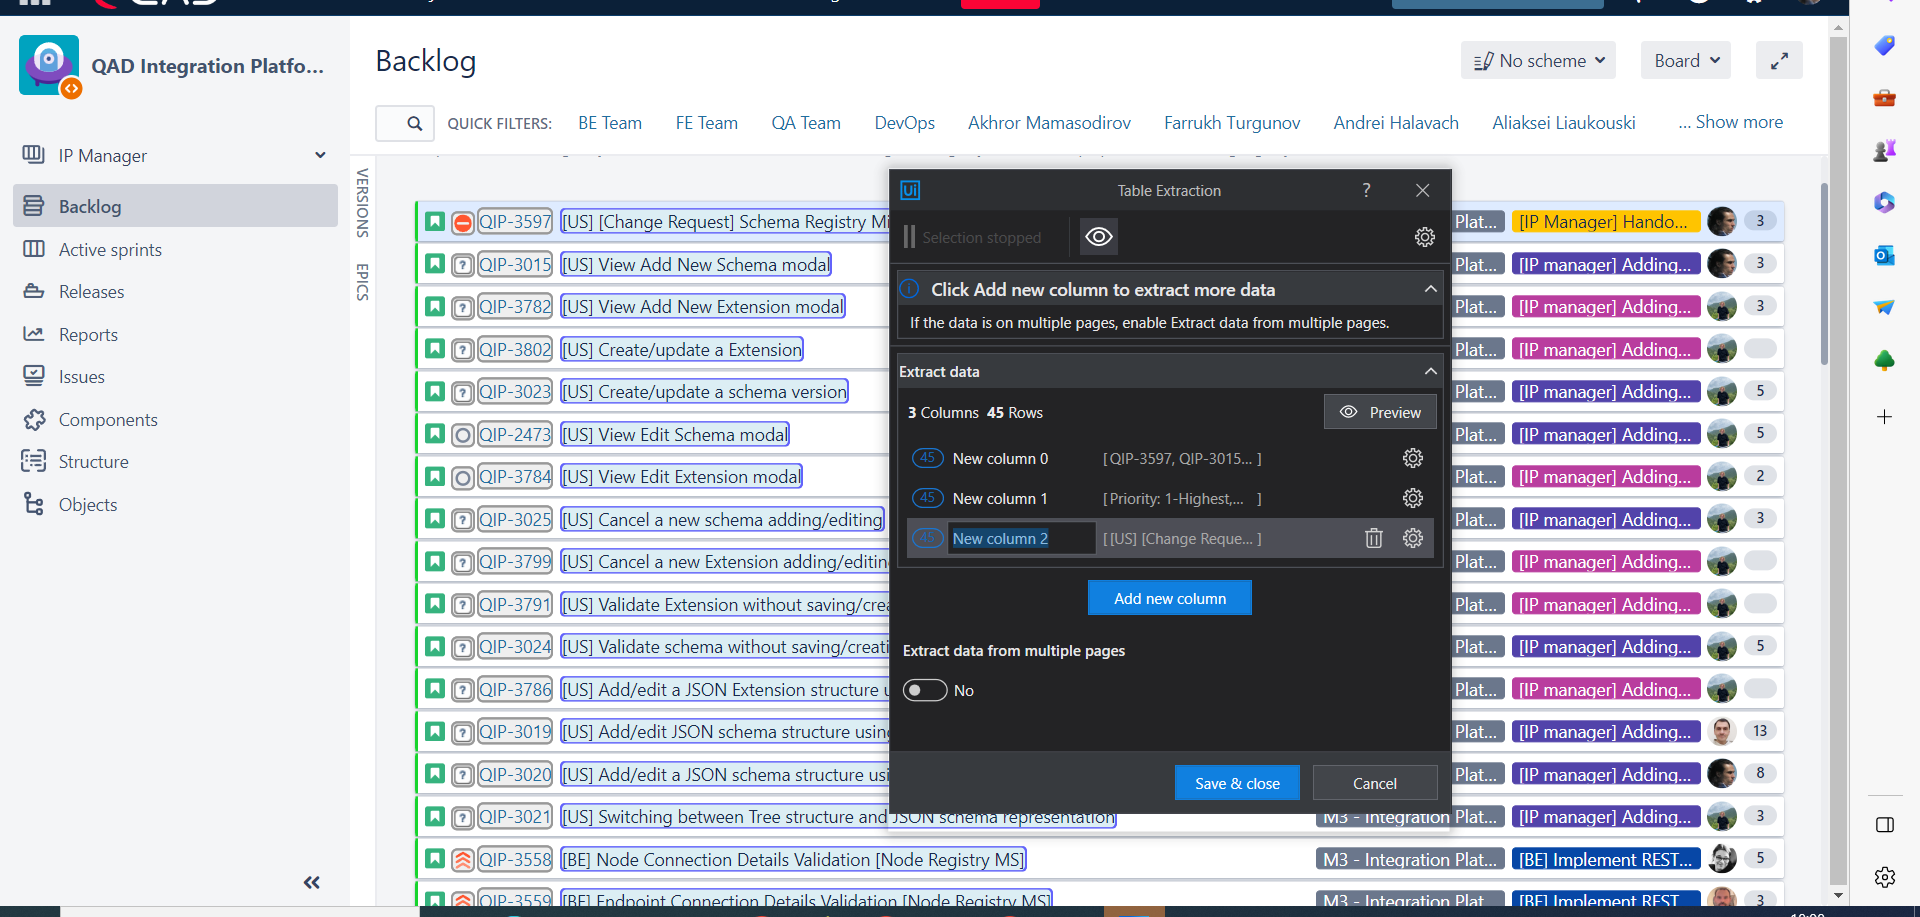 QAD Integration Platfo...
IP Manager
Backlog
Active sprints
Releases
Reports
Issues
Components
Structure
Objects
Backlog
No scheme
Board
QUICK FILTERS:
BE Team
FE Team
QA Team
DevOps
Akhror Mamasodirov
Farrukh Turgunov
Andrei Halavach
Aliaksei Liaukouski
... Show more
VERSIONS
EPICS
QIP-3597 [US] [Change Request] Schema Registry Mi Plat... [IP Manager] Hando... 3
QIP-3015 [US] View Add New Schema modal Plat... [IP manager] Adding... 3
QIP-3782 [US] View Add New Extension modal Plat... [IP manager] Adding... 3
QIP-3802 [US] Create/update a Extension Plat... [IP manager] Adding...
QIP-3023 [US] Create/update a schema version Plat... [IP manager] Adding... 5
QIP-2473 [US] View Edit Schema modal Plat... [IP manager] Adding... 5
QIP-3784 [US] View Edit Extension modal Plat... [IP manager] Adding... 2
QIP-3025 [US] Cancel a new schema adding/editing Plat... [IP manager] Adding... 3
QIP-3799 [US] Cancel a new Extension adding/editin Plat... [IP manager] Adding...
QIP-3791 [US] Validate Extension without saving/crea Plat... [IP manager] Adding...
QIP-3024 [US] Validate schema without saving/creati Plat... [IP manager] Adding... 5
QIP-3786 [US] Add/edit a JSON Extension structure u Plat... [IP manager] Adding...
QIP-3019 [US] Add/edit JSON schema structure using Plat... [IP manager] Adding... 13
QIP-3020 [US] Add/edit a JSON schema structure usi Plat... [IP manager] Adding... 8
QIP-3021 [US] Switching between Tree structure and JSON schema representation M3 - Integration Plat... [IP manager] Adding... 3
QIP-3558 [BE] Node Connection Details Validation [Node Registry MS] M3 - Integration Plat... [BE] Implement REST... 5
QIP-3559 [BE] Endpoint Connection Details Validation [Node Registry MS] M3 - Integration Plat... [BE] Implement REST... 3
Ui
Table Extraction
?
Selection stopped
Click Add new column to extract more data
If the data is on multiple pages, enable Extract data from multiple pages.
Extract data
3 Columns 45 Rows
Preview
45 New column 0 [ QIP-3597, QIP-3015... ]
45 New column 1 [ Priority: 1-Highest,... ]
45 New column 2 [ [US] [Change Reque... ]
Add new column
Extract data from multiple pages
No
Save & close
Cancel